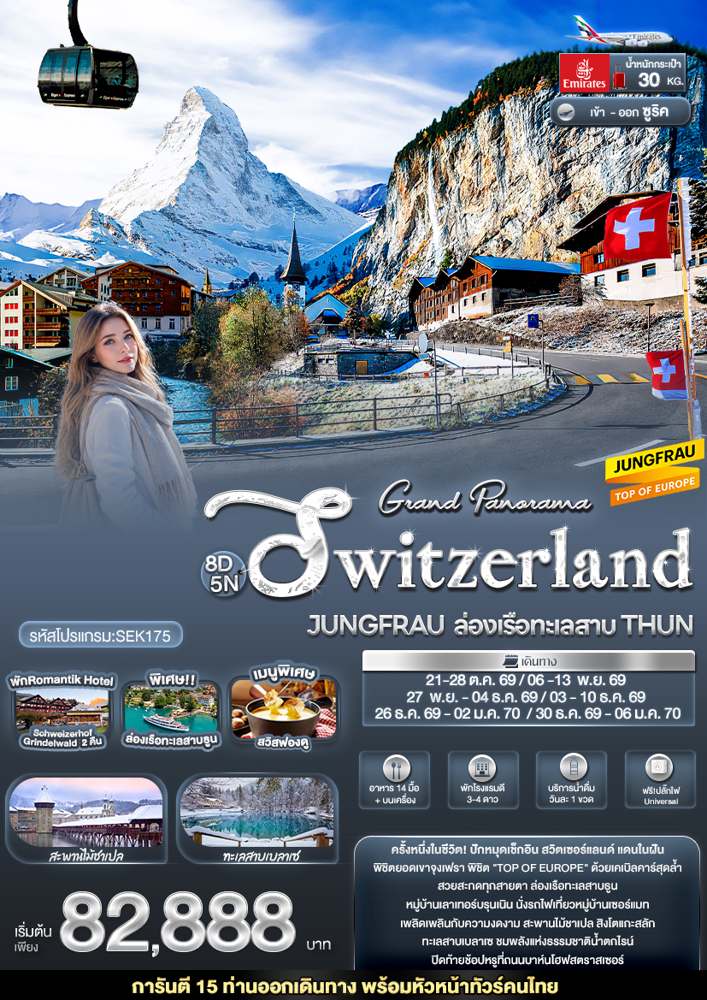 Emirates
Emirates
น้ำหนักกระเป๋า
30 KG.
เข้า - ออก ซูริค
JUNGFRAU
TOP OF EUROPE
Grand Panorama
8D
5N
Switzerland
JUNGFRAU ล่องเรือทะเลสาบ THUN
รหัสโปรแกรม:SEK175
เดินทาง
21-28 ต.ค. 69 / 06 -13 พ.ย. 69
27 พ.ย. - 04 ธ.ค. 69 / 03 - 10 ธ.ค. 69
26 ธ.ค. 69 - 02 ม.ค. 70 / 30 ธ.ค. 69 - 06 ม.ค. 70
พักRomantik Hotel
Schweizerhof
Grindelwald 2 คืน
พิเศษ!!
ล่องเรือทะเลสาบธูน
เมนูพิเศษ
สวิสฟองดู
อาหาร 14 มื้อ
+ บนเครื่อง
พักโรงแรมดี
3-4 ดาว
บริการน้ำดื่ม
วันละ 1 ขวด
ฟรีปลั๊กไฟ
Universal
สะพานไม้ชาเปล
ทะเลสาบเบลาเซ
ครั้งหนึ่งในชีวิต! ปักหมุดเช็กอิน สวิตเซอร์แลนด์ แดนในฝัน
พิชิตยอดเขาจุงเฟรา พิชิต "TOP OF EUROPE" ด้วยเคเบิลคาร์สุดล้ำ
สวยสะกดทุกสายตา ล่องเรือทะเลสาบธูน
หมู่บ้านเลาเทอร์บรุนเนิน นั่งรถไฟเที่ยวหมู่บ้านเซอร์แมท
เพลิดเพลินกับความงดงาม สะพานไม้ชาเปล สิงโตแกะสลัก
ทะเลสาบเบลาเซ ชมพลังแห่งธรรมชาติน้ำตกไรน์
ปิดท้ายช้อปหรูที่ถนนบาห์นโฮฟสตราสเซอร์
เริ่มต้น
เพียง
82,888
บาท
การันตี 15 ท่านออกเดินทาง พร้อมหัวหน้าทัวร์คนไทย